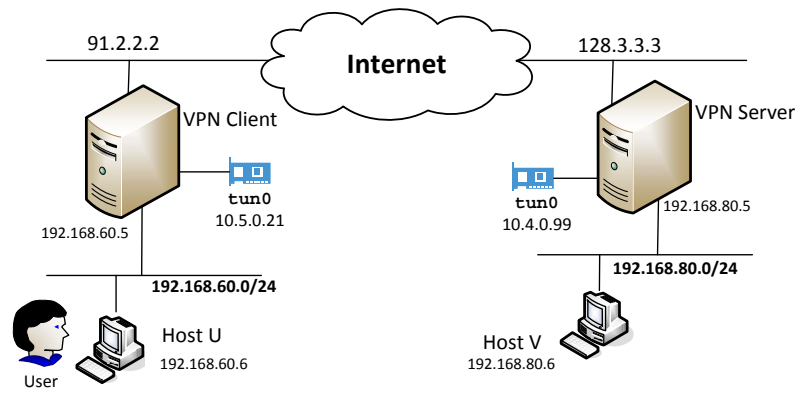 91.2.2.2
Internet
128.3.3.3
VPN Client
VPN Server
tun0
10.5.0.21
tun0
10.4.0.99
192.168.60.5
192.168.80.5
192.168.60.0/24
192.168.80.0/24
Host U
192.168.60.6
Host V
192.168.80.6
User